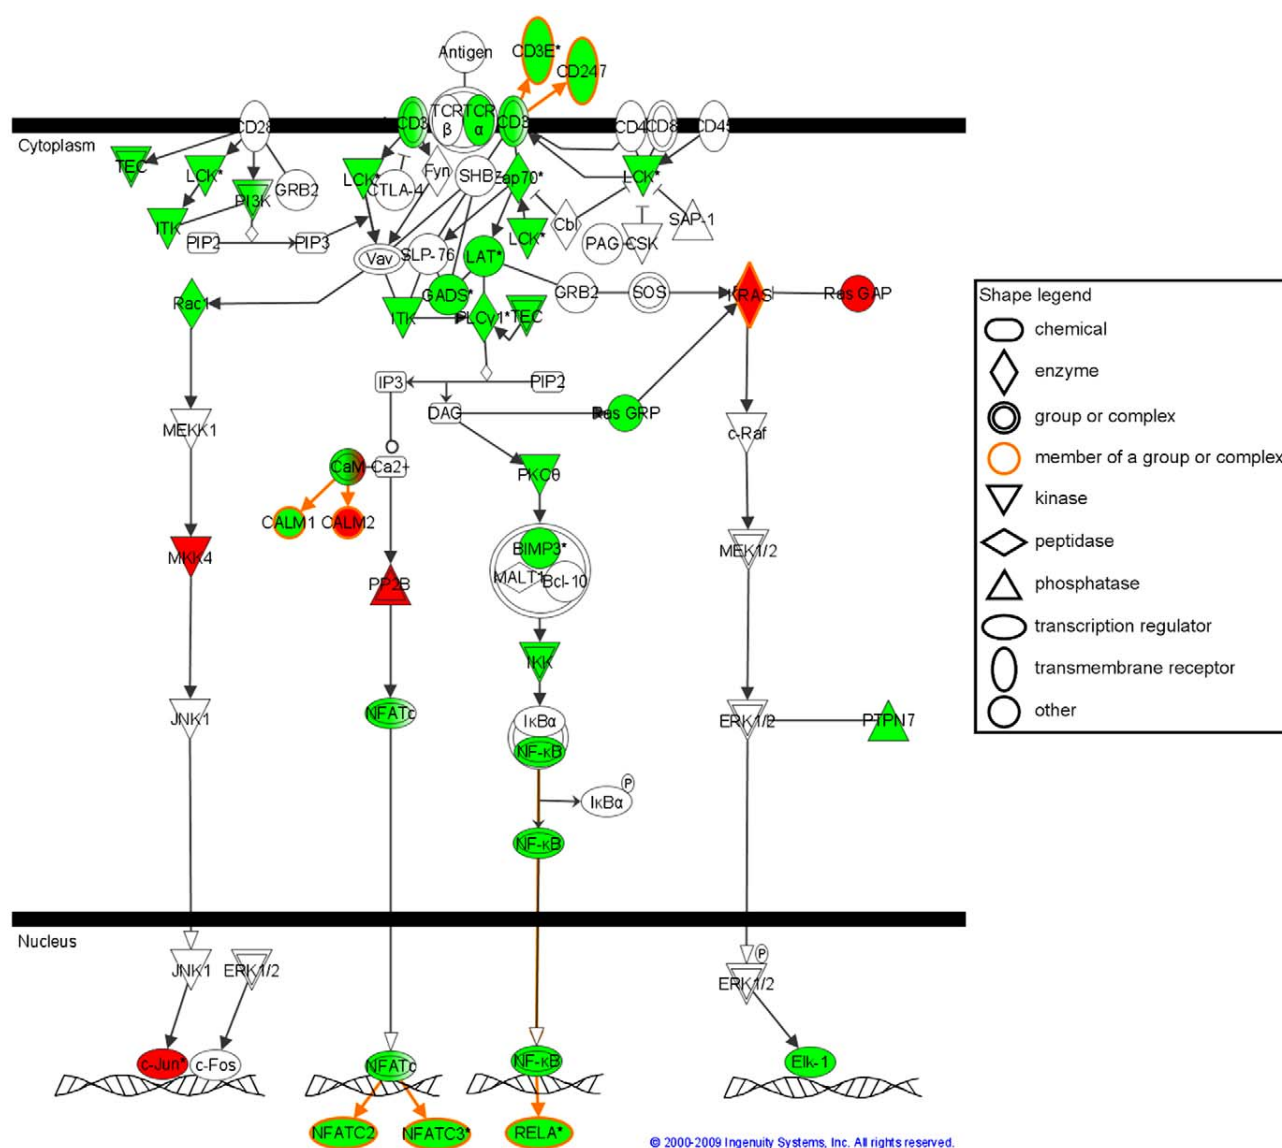 Antigen
CD3E*
CD247
CD28
CD3
TCR
β
TCR
α
CD3
CD4
CD8
CD45
Cytoplasm
TEC
LCK*
PI3K
GRB2
ITK
PIP2
PIP3
LCK*
CTLA-4
Fyn
SHB
Zap70*
LCK*
Cbl
LCK*
PAG
CSK
SAP-1
Vav
SLP-76
LAT*
GADS*
ITK
PLCγ1*
TEC
GRB2
SOS
KRAS
Ras GAP
Rac1
IP3
PIP2
DAG
Ras GRP
MEKK1
c-Raf
CaM
Ca2+
CALM1
CALM2
PKCθ
MKK4
PP2B
BIMP3*
MALT1
Bcl-10
MEK1/2
IKK
JNK1
NFATc
IκBα
NF-κB
ERK1/2
PTPN7
P
IκBα
NF-κB
Nucleus
JNK1
ERK1/2
P
ERK1/2
c-Jun*
c-Fos
NFATc
NF-κB
Elk-1
NFATC2
NFATC3*
RELA*
Shape legend
chemical
enzyme
group or complex
member of a group or complex
kinase
peptidase
phosphatase
transcription regulator
transmembrane receptor
other
© 2000-2009 Ingenuity Systems, Inc. All rights reserved.